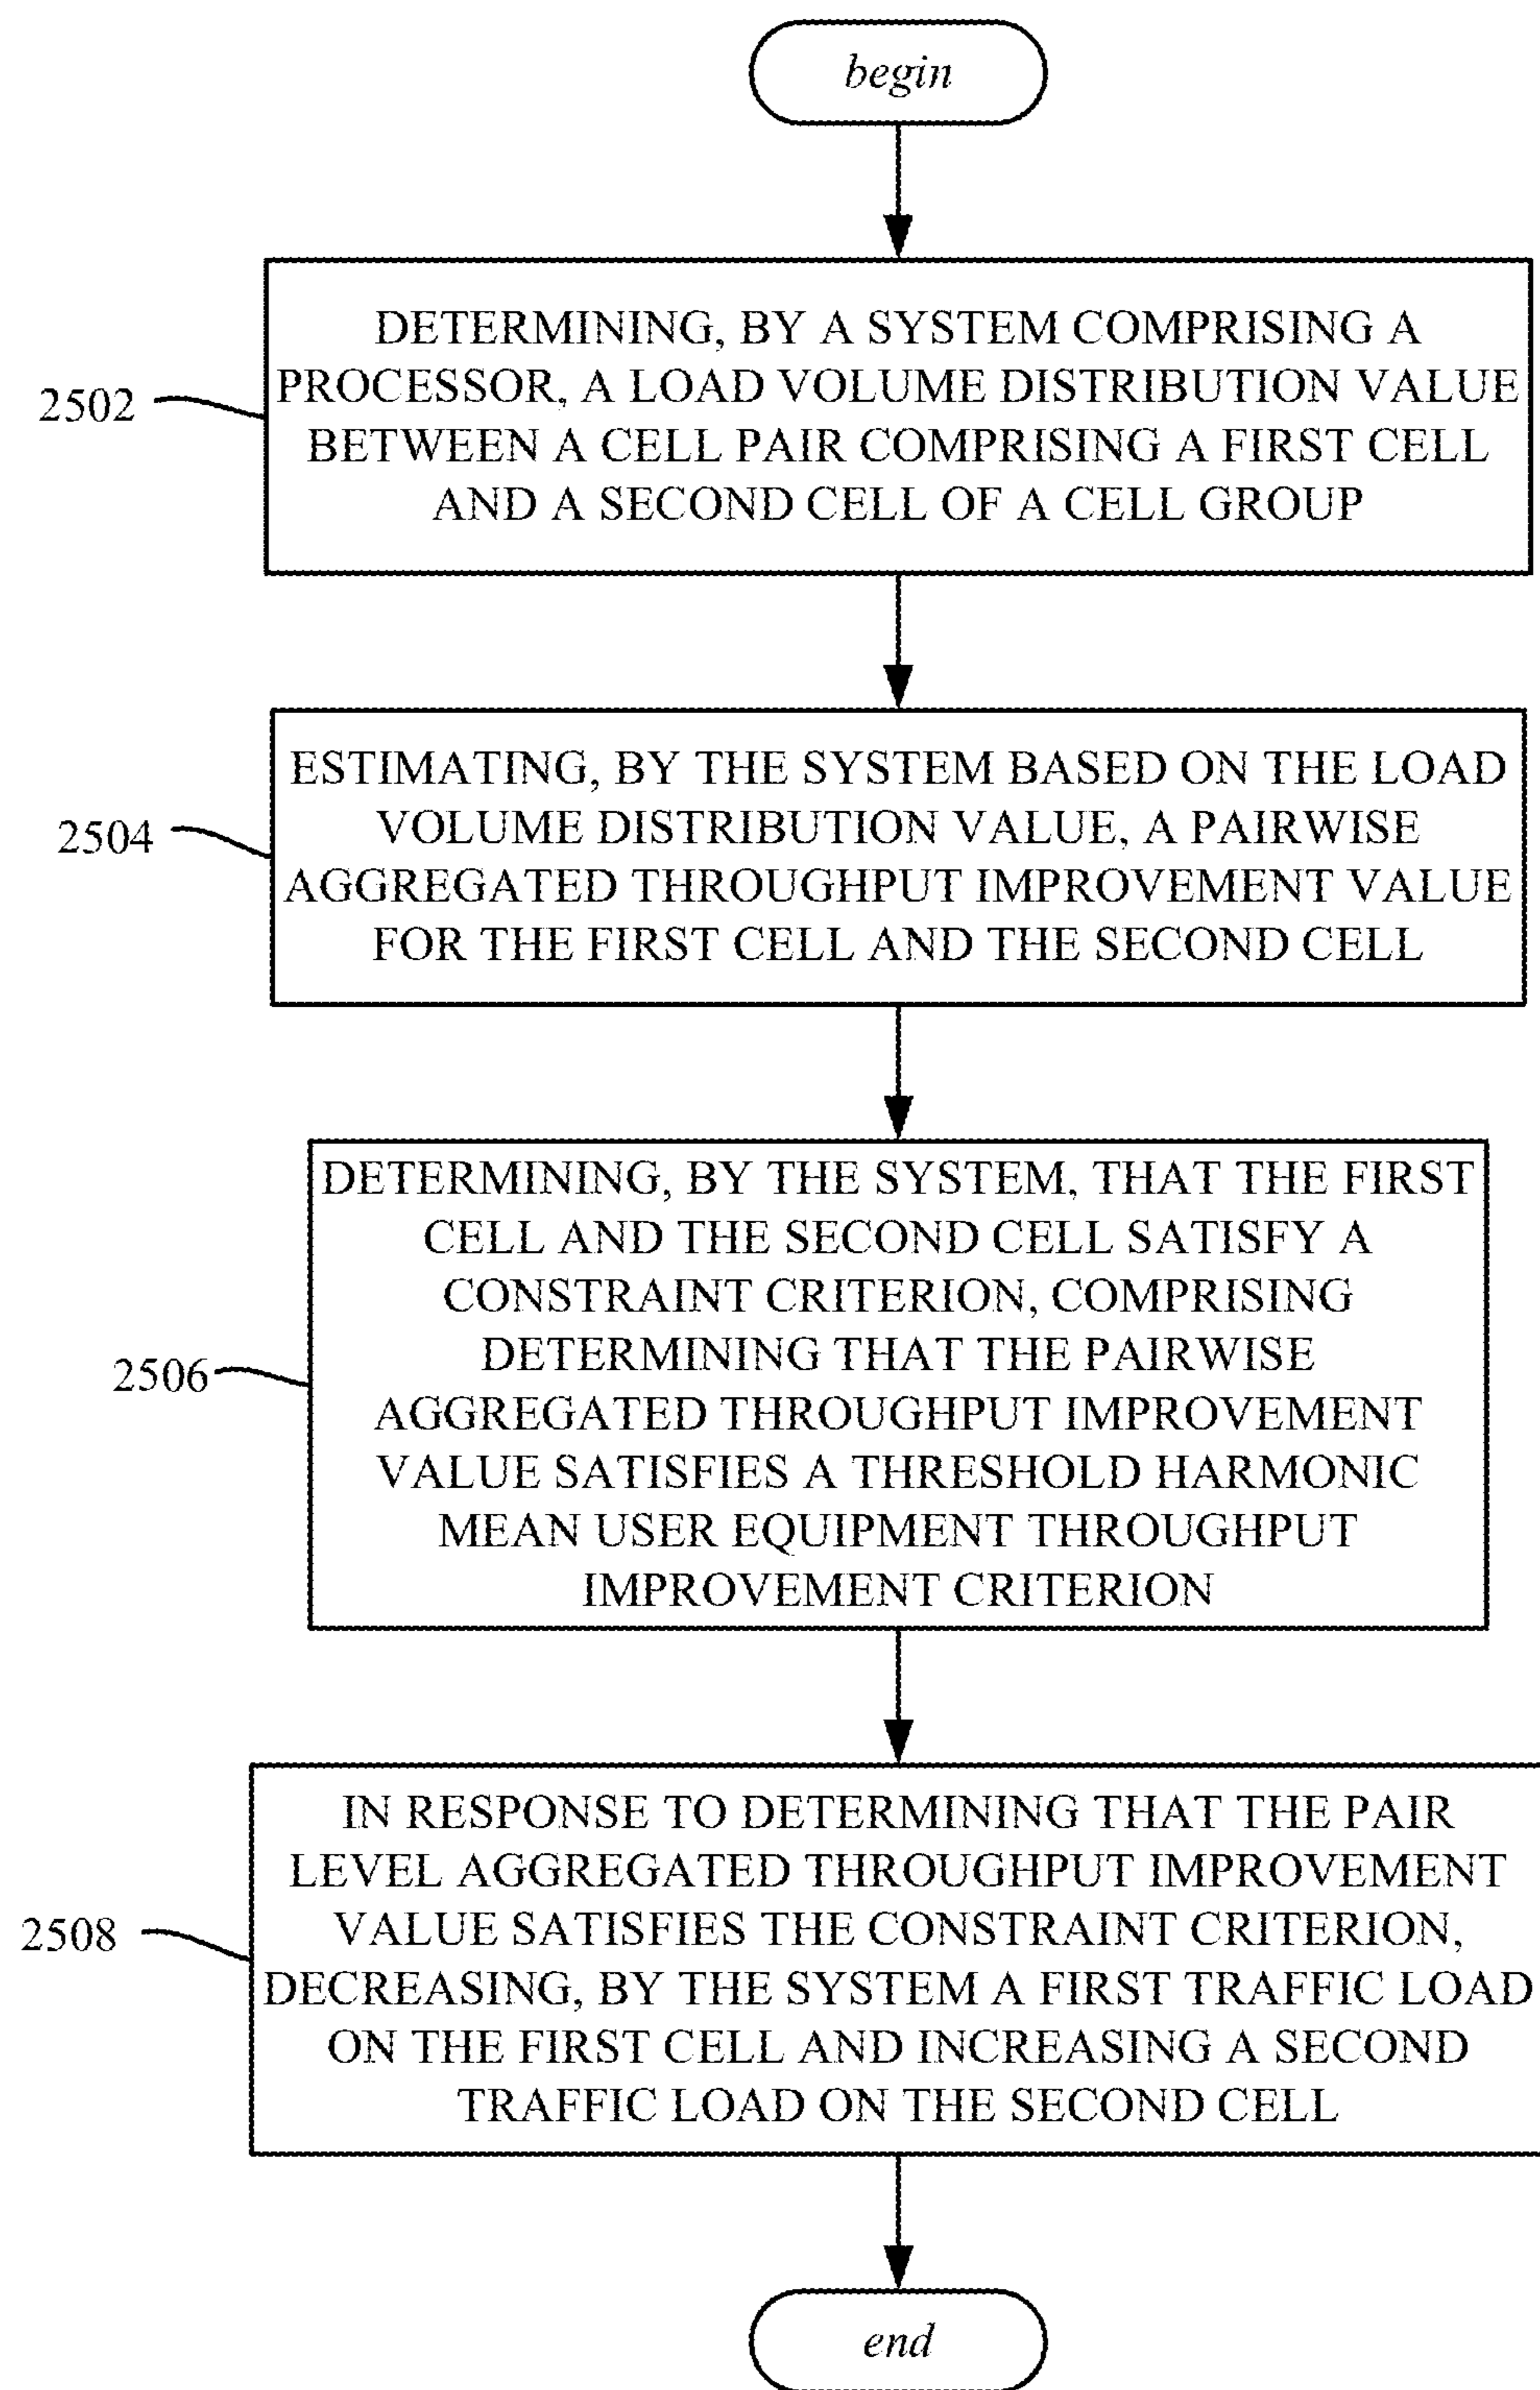 begin
DETERMINING, BY A SYSTEM COMPRISING A
PROCESSOR, A LOAD VOLUME DISTRIBUTION VALUE
BETWEEN A CELL PAIR COMPRISING A FIRST CELL
AND A SECOND CELL OF A CELL GROUP
2502
ESTIMATING, BY THE SYSTEM BASED ON THE LOAD
VOLUME DISTRIBUTION VALUE, A PAIRWISE
AGGREGATED THROUGHPUT IMPROVEMENT VALUE
FOR THE FIRST CELL AND THE SECOND CELL
2504
DETERMINING, BY THE SYSTEM, THAT THE FIRST
CELL AND THE SECOND CELL SATISFY A
CONSTRAINT CRITERION, COMPRISING
DETERMINING THAT THE PAIRWISE
AGGREGATED THROUGHPUT IMPROVEMENT
VALUE SATISFIES A THRESHOLD HARMONIC
MEAN USER EQUIPMENT THROUGHPUT
IMPROVEMENT CRITERION
2506
IN RESPONSE TO DETERMINING THAT THE PAIR
LEVEL AGGREGATED THROUGHPUT IMPROVEMENT
VALUE SATISFIES THE CONSTRAINT CRITERION,
DECREASING, BY THE SYSTEM A FIRST TRAFFIC LOAD
ON THE FIRST CELL AND INCREASING A SECOND
TRAFFIC LOAD ON THE SECOND CELL
2508
end